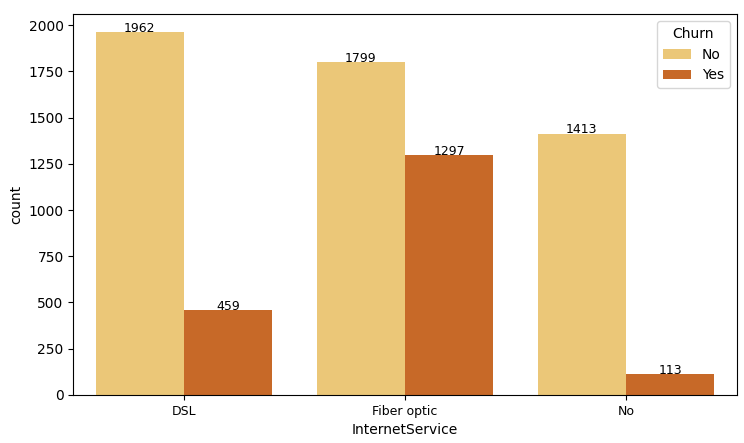 2000
1750
1500
1250
1000
750
500
250
0
count
1962
459
1799
1297
1413
113
Churn
No
Yes
DSL
Fiber optic
No
InternetService